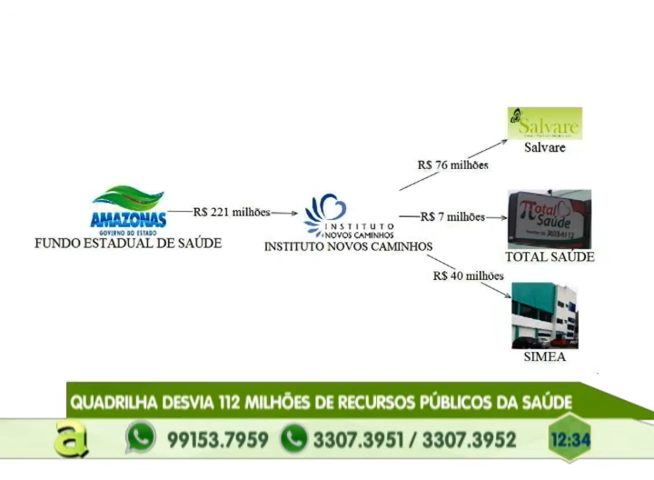 Salvare
Salvare
R$ 76 milhões
AMAZONAS
GOVERNO DO ESTADO
FUNDO ESTADUAL DE SAÚDE
R$ 221 milhões
INSTITUTO
NOVOS CAMINHOS
INSTITUTO NOVOS CAMINHOS
R$ 7 milhões
Total
Saúde
TOTAL SAÚDE
R$ 40 milhões
SIMEA
QUADRILHA DESVIA 112 MILHÕES DE RECURSOS PÚBLICOS DA SAÚDE
a 99153.7959 3307.3951 / 3307.3952 12:34